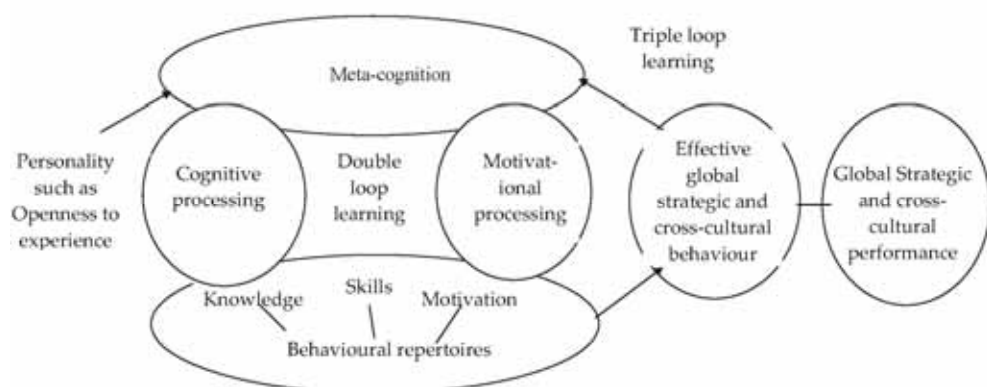 Triple loop
learning
Meta-cognition
Personality
such as
Openness to
experience
Cognitive
processing
Double
loop
learning
Motivat-
ional
processing
Effective
global
strategic and
cross-cultural
behaviour
Global Strategic
and cross-
cultural
performance
Knowledge
Skills
Motivation
Behavioural repertoires